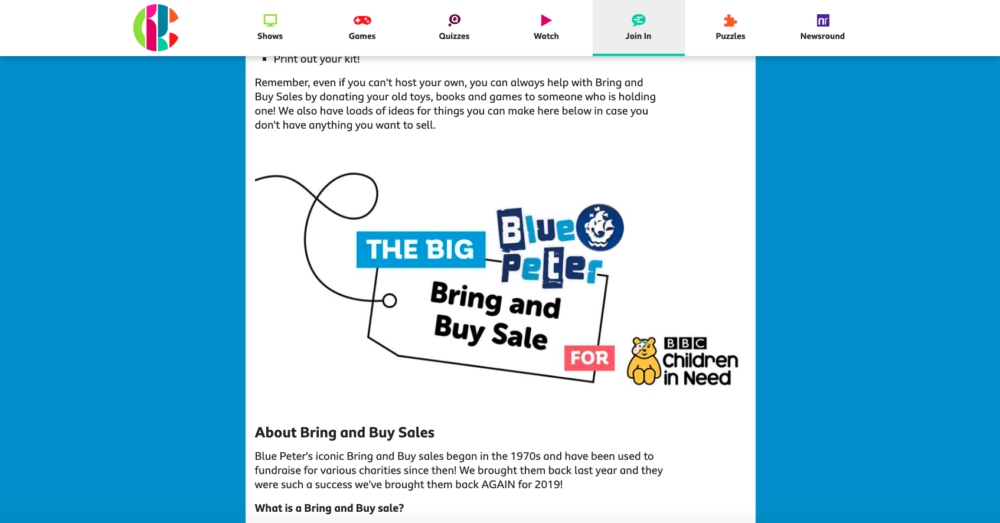 Shows
Games
Quizzes
Watch
Join In
Puzzles
nr
Newsround
Print out your kit!
Remember, even if you can't host your own, you can always help with Bring and
Buy Sales by donating your old toys, books and games to someone who is holding
one! We also have loads of ideas for things you can make here below in case you
don't have anything you want to sell.
THE BIG
Blue
Peter
Bring and
Buy Sale
FOR
BBC
Children
in Need
About Bring and Buy Sales
Blue Peter's iconic Bring and Buy sales began in the 1970s and have been used to
fundraise for various charities since then! We brought them back last year and they
were such a success we've brought them back AGAIN for 2019!
What is a Bring and Buy sale?